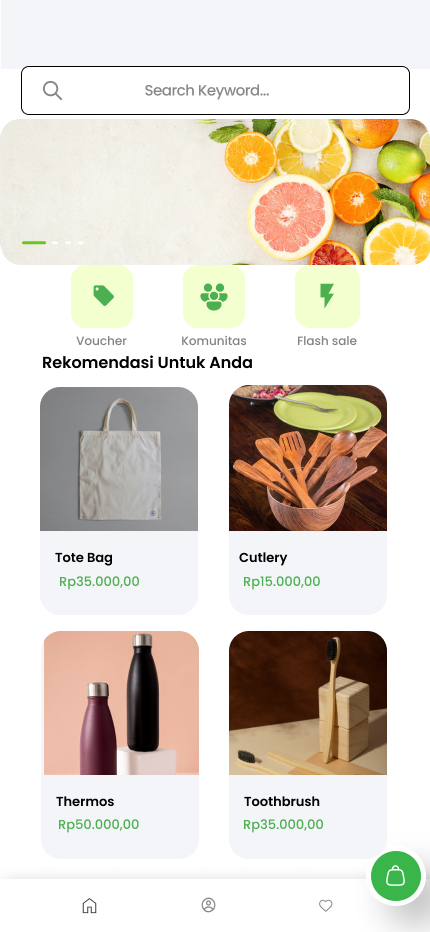 Search Keyword...
Voucher
Komunitas
Flash sale
Rekomendasi Untuk Anda
Tote Bag
Rp35.000,00
Cutlery
Rp15.000,00
Thermos
Rp50.000,00
Toothbrush
Rp35.000,00